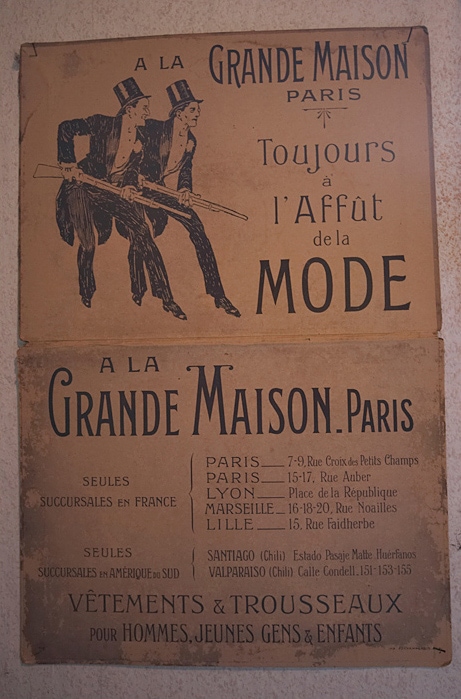 A LA GRANDE MAISON
PARIS
Toujours
à
l'Affût
de la
MODE
A LA
GRANDE MAISON_PARIS
SEULES
SUCCURSALES EN FRANCE
PARIS 7-9, Rue Croix des Petits Champs
PARIS 15-17, Rue Auber
LYON Place de la République
MARSEILLE 16-18-20, Rue Noailles
LILLE 15, Rue Faidherbe
SEULES
SUCCURSALES EN AMÉRIQUE DU SUD
SANTIAGO (Chili) Estado Pasaje Matte Huérfanos
VALPARAISO (Chili) Calle Condell_151-153-155
VÊTEMENTS & TROUSSEAUX
POUR HOMMES, JEUNES GENS & ENFANTS